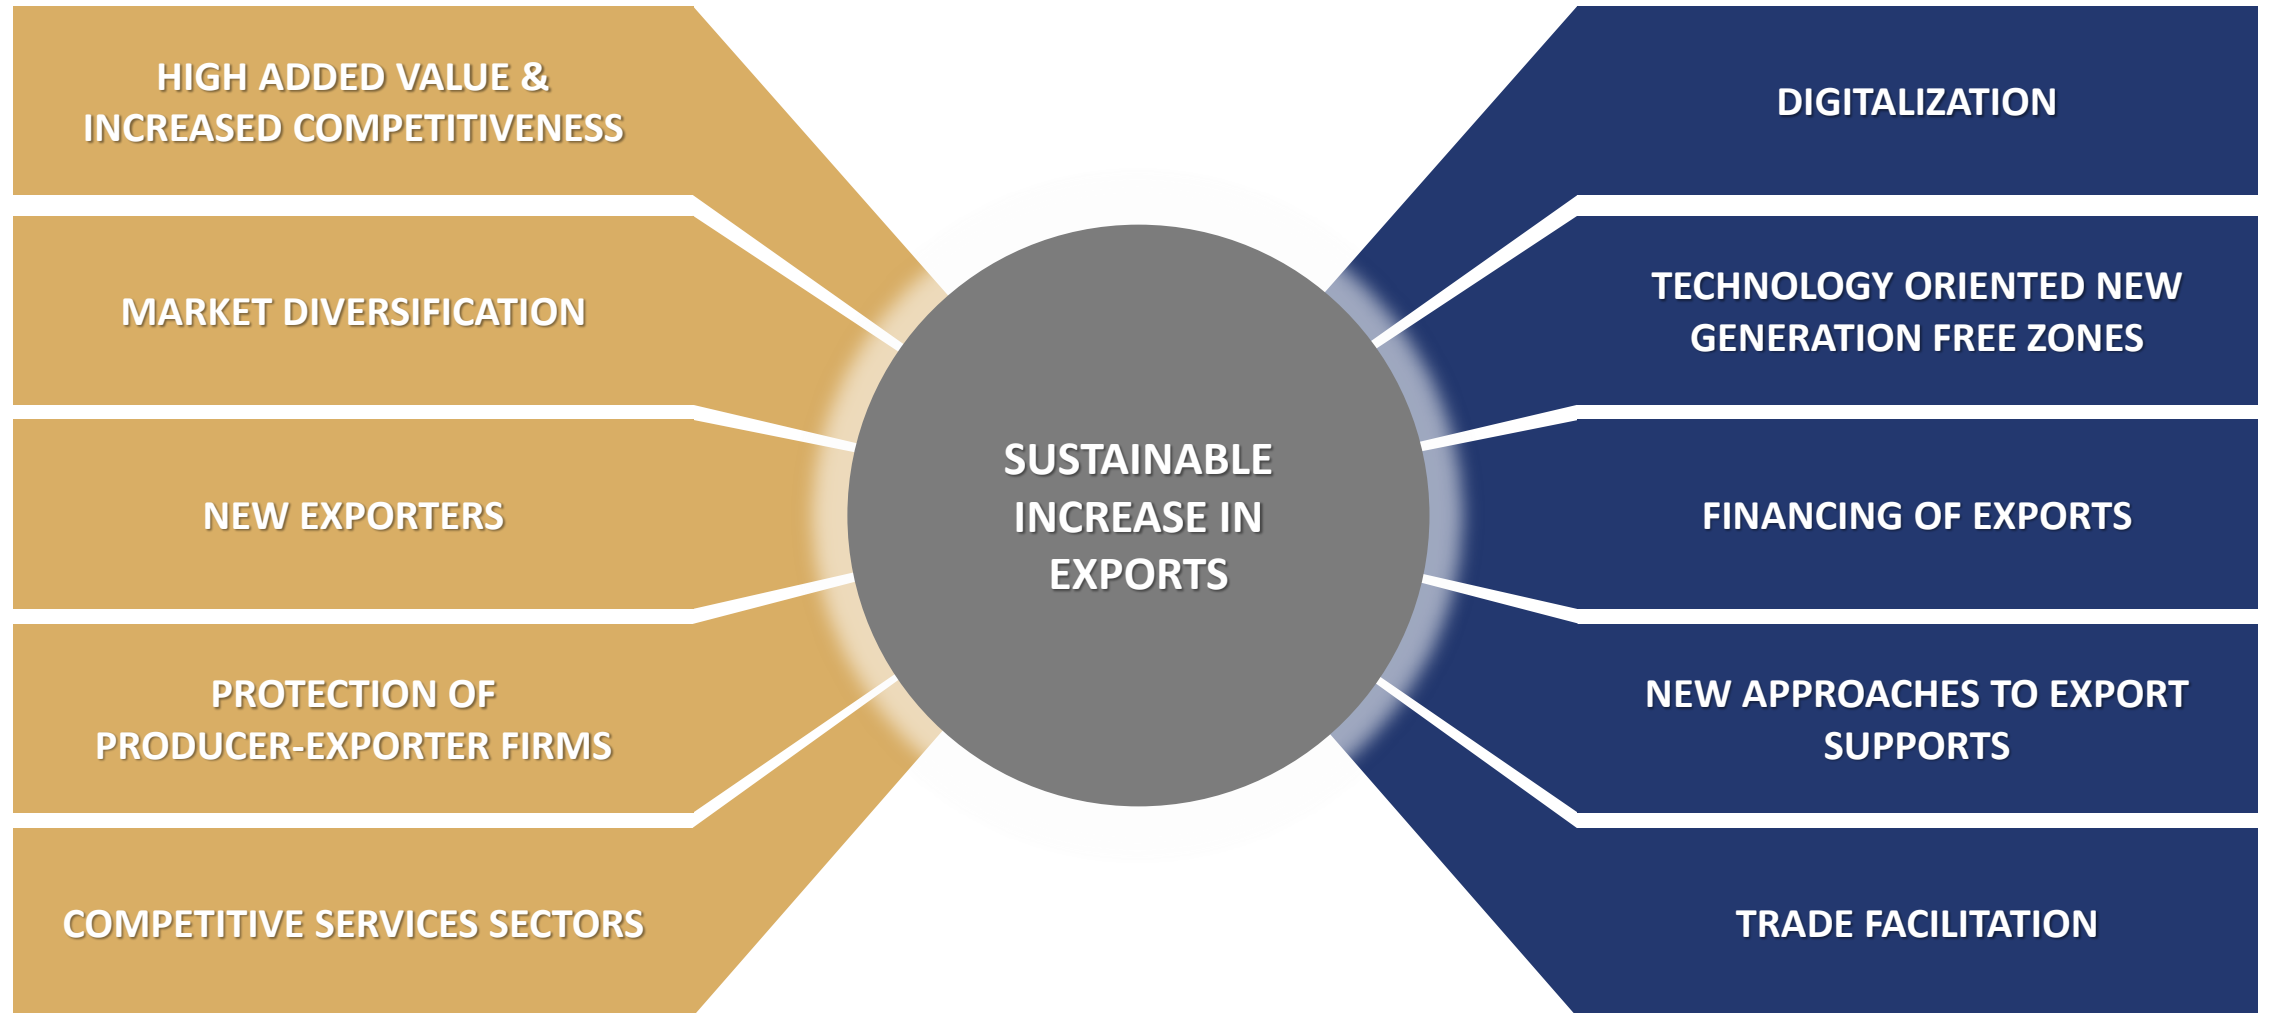 HIGH ADDED VALUE &
INCREASED COMPETITIVENESS
MARKET DIVERSIFICATION
NEW EXPORTERS
PROTECTION OF
PRODUCER-EXPORTER FIRMS
COMPETITIVE SERVICES SECTORS
SUSTAINABLE
INCREASE IN
EXPORTS
DIGITALIZATION
TECHNOLOGY ORIENTED NEW
GENERATION FREE ZONES
FINANCING OF EXPORTS
NEW APPROACHES TO EXPORT
SUPPORTS
TRADE FACILITATION